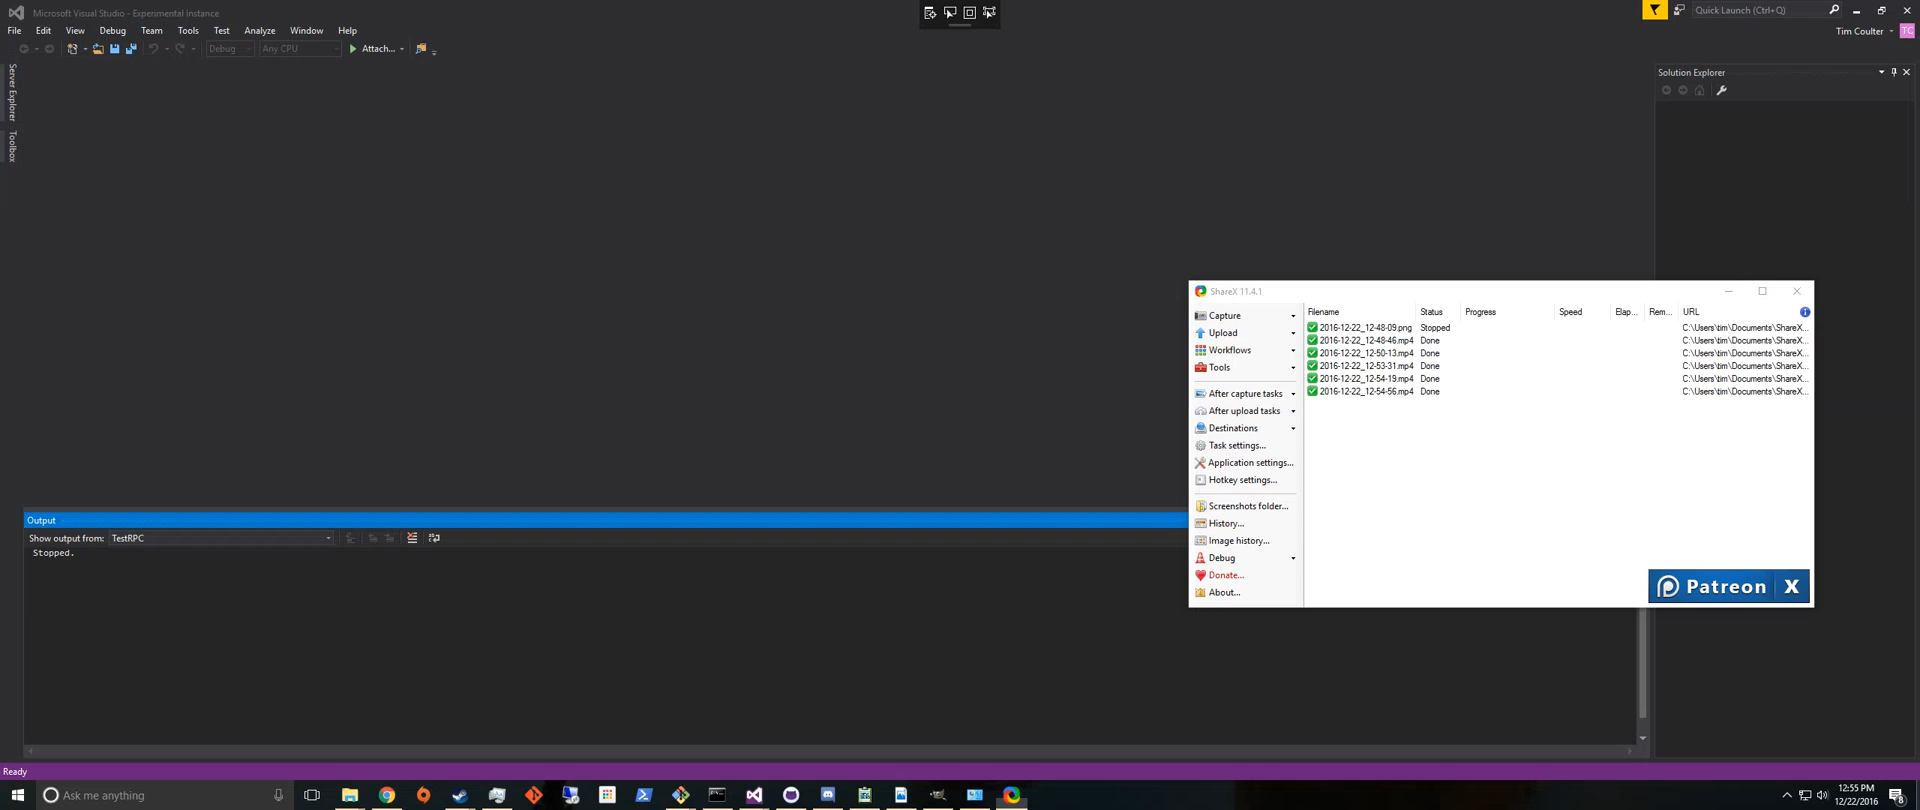 Microsoft Visual Studio - Experimental Instance
Quick Launch (Ctrl+Q)
File Edit View Debug Team Tools Test Analyze Window Help
Tim Coulter
TC
Debug
Any CPU
Attach...
Server Explorer
Toolbox
Solution Explorer
ShareX 11.4.1
Capture
Upload
Workflows
Tools
After capture tasks
After upload tasks
Destinations
Task settings...
Application settings...
Hotkey settings...
Screenshots folder...
History...
Image history...
Debug
Donate...
About...
Filename Status Progress Speed Elap... Rem... URL
2016-12-22_12-48-09.png Stopped C:\Users\tim\Documents\ShareX...
2016-12-22_12-48-46.mp4 Done C:\Users\tim\Documents\ShareX...
2016-12-22_12-50-13.mp4 Done C:\Users\tim\Documents\ShareX...
2016-12-22_12-53-31.mp4 Done C:\Users\tim\Documents\ShareX...
2016-12-22_12-54-19.mp4 Done C:\Users\tim\Documents\ShareX...
2016-12-22_12-54-56.mp4 Done C:\Users\tim\Documents\ShareX...
Patreon X
Output
Show output from: TestRPC
Stopped.
Ready
Ask me anything
12:55 PM
12/22/2016
8